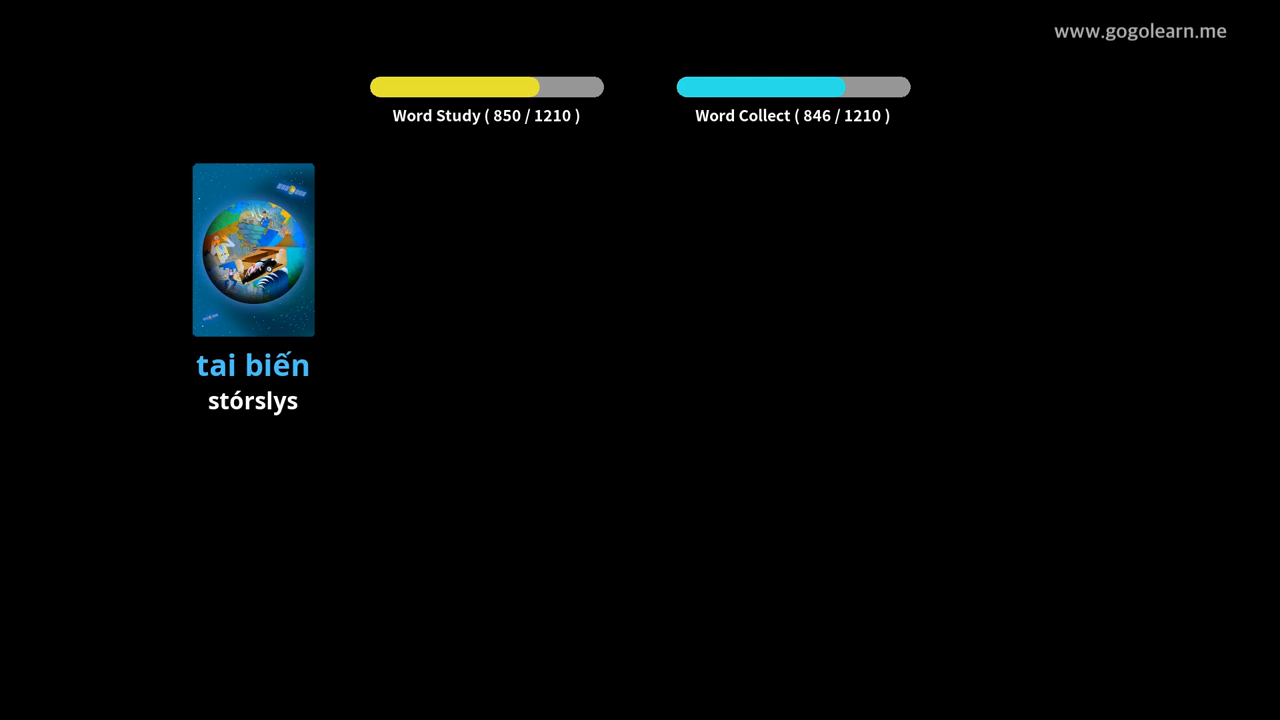 www.gogolearn.me
Word Study ( 850 / 1210 )
Word Collect ( 846 / 1210 )
tai biến
stórslys